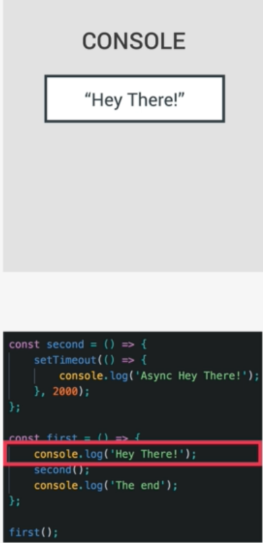 CONSOLE
“Hey There!”
const second = () => {
    setTimeout(() => {
        console.log('Async Hey There!');
    }, 2000);
};
const first = () => {
    console.log('Hey There!');
    second();
    console.log('The end');
};
first();